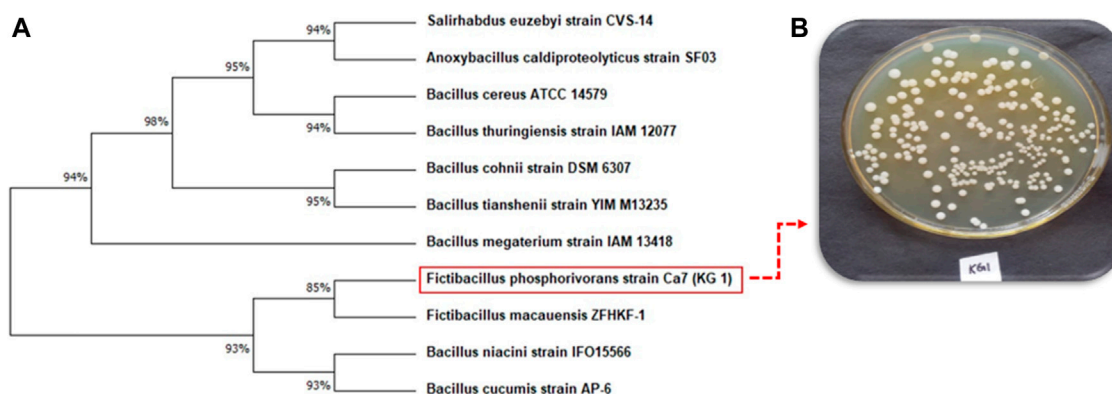 A
B
94%
Salirhabdus euzebyi strain CVS-14
95%
Anoxybacillus caldiproteolyticus strain SF03
Bacillus cereus ATCC 14579
98%
94%
Bacillus thuringiensis strain IAM 12077
94%
Bacillus cohnii strain DSM 6307
95%
Bacillus tianshenii strain YIM M13235
Bacillus megaterium strain IAM 13418
85%
Fictibacillus phosphorivorans strain Ca7 (KG 1)
KG1
Fictibacillus macauensis ZFHKF-1
93%
Bacillus niacini strain IFO15566
93%
Bacillus cucumis strain AP-6